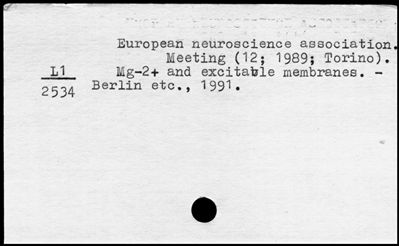 European neuroscience association.
Meeting (12; 1989; Torino).
L1
Mg-2+ and excitable membranes. -
2534
Berlin etc., 1991.